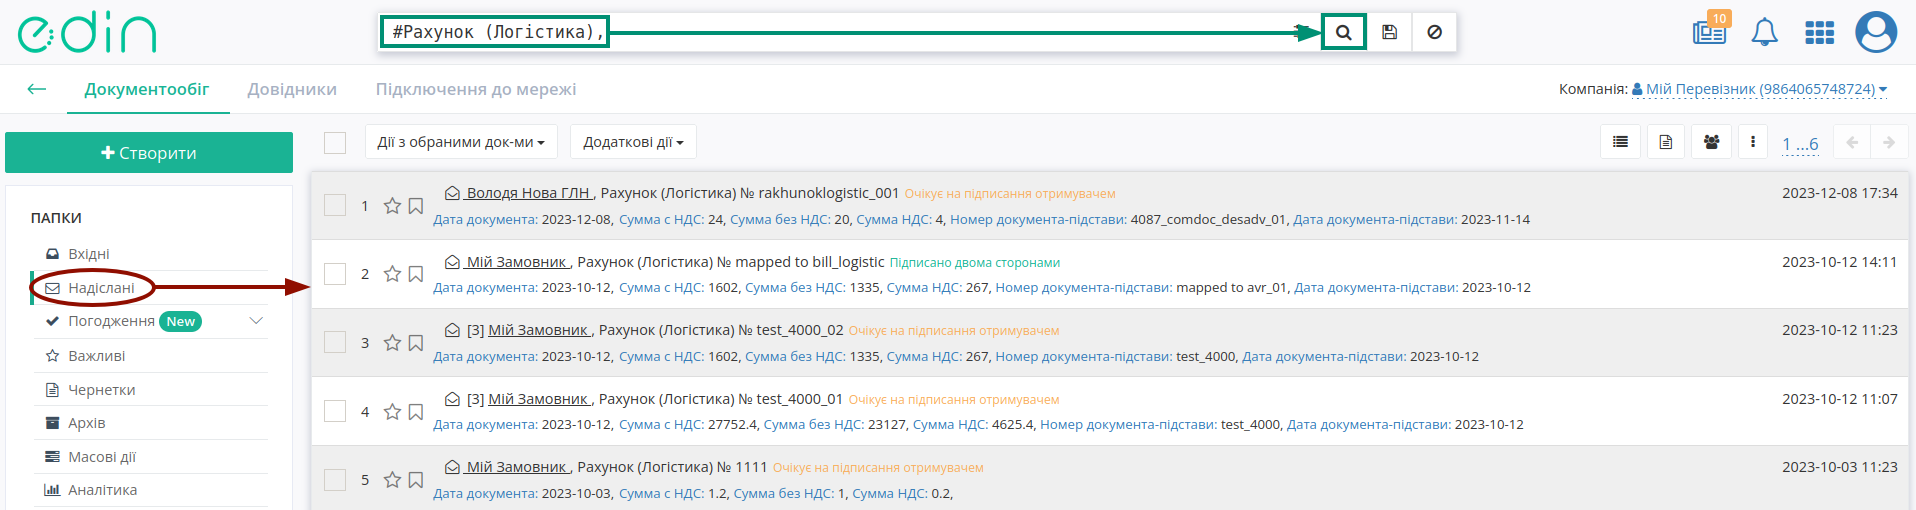 edin
#Рахунок (Логістика),
10
Документообіг Довідники Підключення до мережі
Компанія: Мій Перевізник (9864065748724)
Створити
Дії з обраними док-ми Додаткові дії
1 ...6
ПАПКИ
Вхідні
Надіслані
Погодження New
Важливі
Чернетки
Архів
Масові дії
Аналітика
1 Володя Нова ГЛН , Рахунок (Логістика) № rakhunoklogistic_001 Очікує на підписання отримувачем 2023-12-08 17:34
Дата документа: 2023-12-08, Сумма с НДС: 24, Сумма без НДС: 20, Сумма НДС: 4, Номер документа-підстави: 4087_comdoc_desadv_01, Дата документа-підстави: 2023-11-14
2 Мій Замовник , Рахунок (Логістика) № mapped to bill_logistic Підписано двома сторонами 2023-10-12 14:11
Дата документа: 2023-10-12, Сумма с НДС: 1602, Сумма без НДС: 1335, Сумма НДС: 267, Номер документа-підстави: mapped to avr_01, Дата документа-підстави: 2023-10-12
3 [3] Мій Замовник , Рахунок (Логістика) № test_4000_02 Очікує на підписання отримувачем 2023-10-12 11:23
Дата документа: 2023-10-12, Сумма с НДС: 1602, Сумма без НДС: 1335, Сумма НДС: 267, Номер документа-підстави: test_4000, Дата документа-підстави: 2023-10-12
4 [3] Мій Замовник , Рахунок (Логістика) № test_4000_01 Очікує на підписання отримувачем 2023-10-12 11:07
Дата документа: 2023-10-12, Сумма с НДС: 27752.4, Сумма без НДС: 23127, Сумма НДС: 4625.4, Номер документа-підстави: test_4000, Дата документа-підстави: 2023-10-12
5 Мій Замовник , Рахунок (Логістика) № 1111 Очікує на підписання отримувачем 2023-10-03 11:23
Дата документа: 2023-10-03, Сумма с НДС: 1.2, Сумма без НДС: 1, Сумма НДС: 0.2,